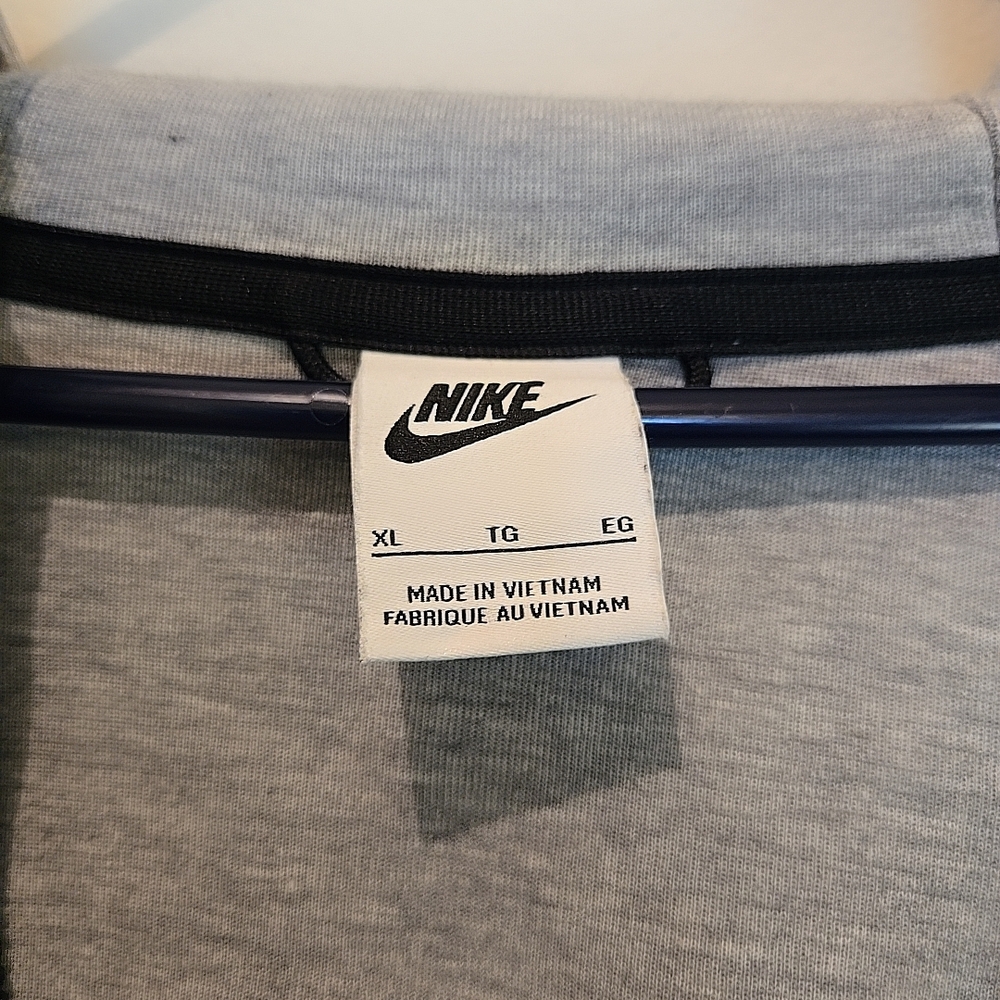 NIKE
XL TG EG
MADE IN VIETNAM
FABRIQUE AU VIETNAM